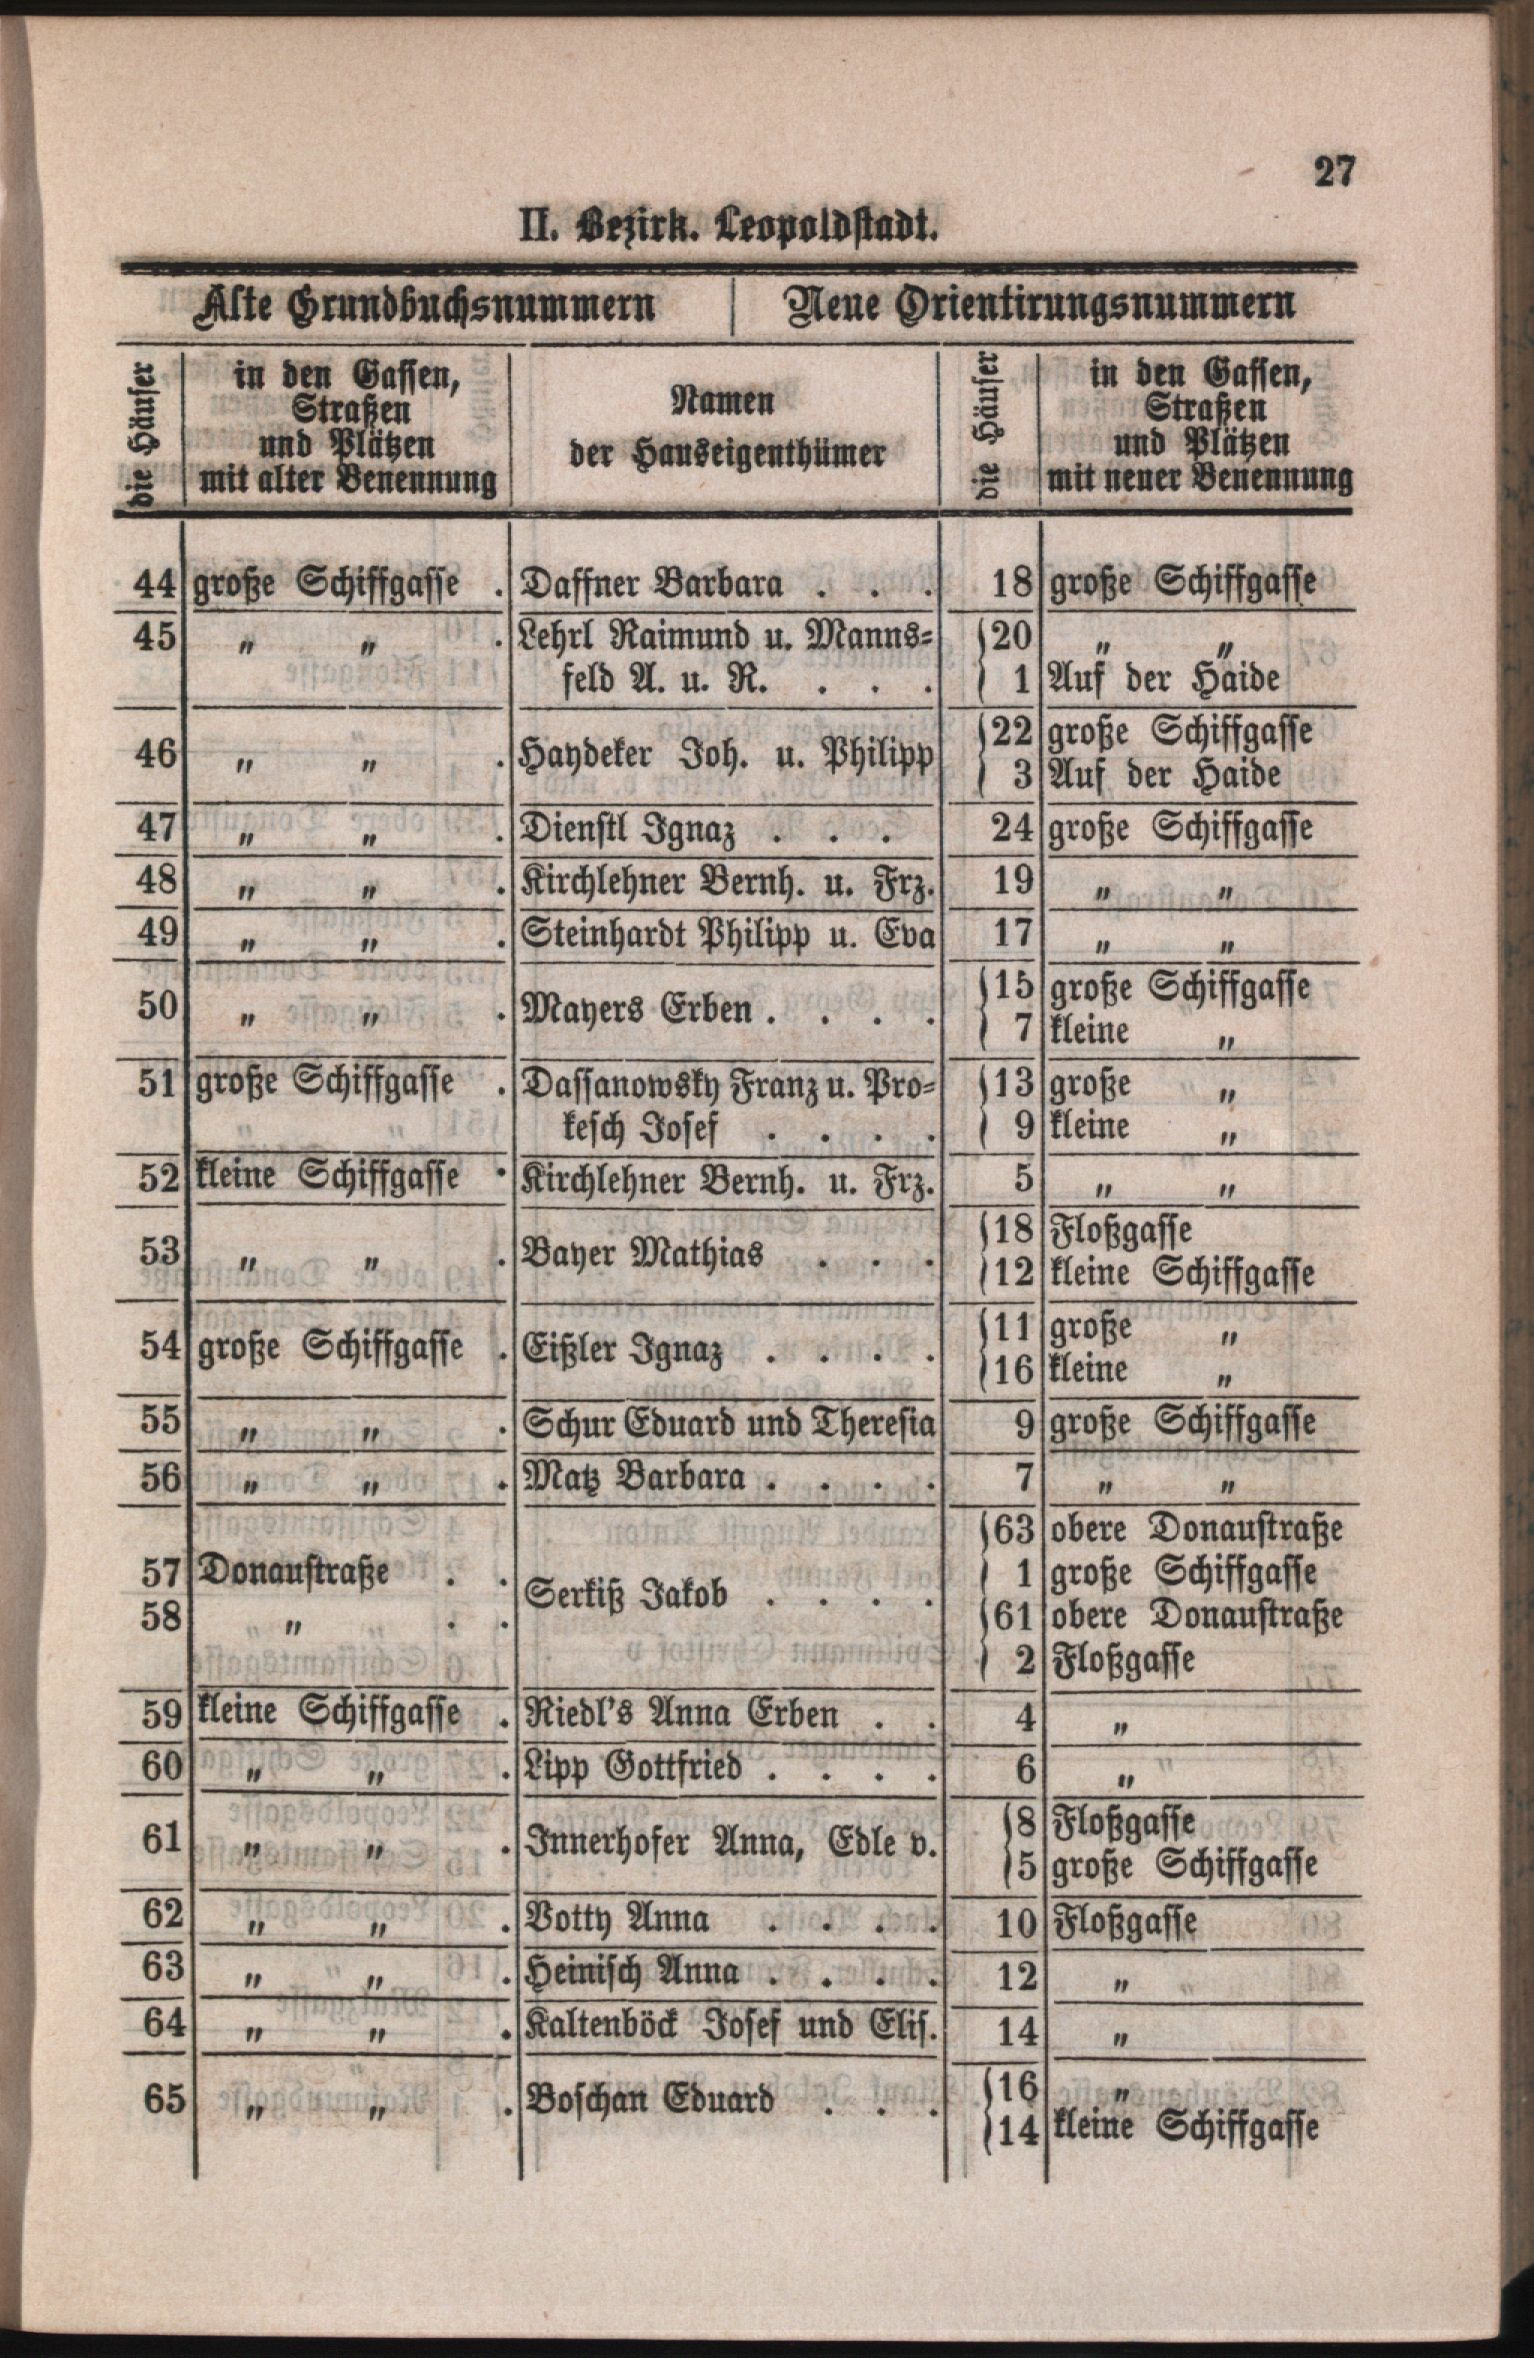 27
II. Bezirk. Leopoldstadt.
Alte Grundbuchsnummern | Neue Orientirungsnummern
die Häuser
in den Gassen,
Straßen
und Plätzen
mit alter Benennung
Namen
der Hauseigenthümer
die Häuser
in den Gassen,
Straßen
und Plätzen
mit neuer Benennung
44 große Schiffgasse . Daffner Barbara . . . 18 große Schiffgasse
45 „ „ . Lehrl Raimund u. Manns= 20 „ „
feld A. u. R. . . . 1 Auf der Haide
46 „ „ . Haydeker Joh. u. Philipp 22 große Schiffgasse
3 Auf der Haide
47 „ „ . Dienstl Ignaz . . . 24 große Schiffgasse
48 „ „ . Kirchlehner Bernh. u. Frz. 19 „ „
49 „ „ . Steinhardt Philipp u. Eva 17 „ „
50 „ „ . Mayers Erben . . . . 15 große Schiffgasse
7 kleine „
51 große Schiffgasse . Dassanowsky Franz u. Pro= 13 große „
kesch Josef . . . . 9 kleine „
52 kleine Schiffgasse . Kirchlehner Bernh. u. Frz. 5 „ „
53 „ „ . Bayer Mathias . . . 18 Floßgasse
12 kleine Schiffgasse
54 große Schiffgasse . Eißler Ignaz . . . . 11 große „
16 kleine „
55 „ „ . Schur Eduard und Theresia 9 große Schiffgasse
56 „ „ . Matz Barbara . . . . 7 „ „
63 obere Donaustraße
57 Donaustraße . . 1 große Schiffgasse
Serkiß Jakob . . . .
58 „ . . 61 obere Donaustraße
2 Floßgasse
59 kleine Schiffgasse . Riedl's Anna Erben . . 4 „
60 „ „ . Lipp Gottfried . . . . 6 „
61 „ „ . Innerhofer Anna, Edle v. 8 Floßgasse
5 große Schiffgasse
62 „ „ . Votty Anna . . . . 10 Floßgasse
63 „ „ . Heinisch Anna . . . . 12 „
64 „ „ . Kaltenböck Josef und Elis. 14 „
65 „ „ . Boschan Eduard . . . 16 „
14 kleine Schiffgasse